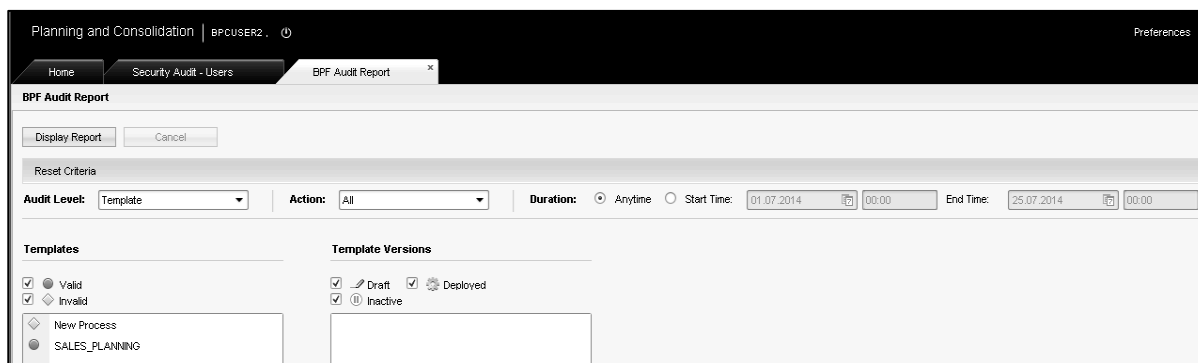 Planning and Consolidation | BPCUSER2 . Preferences
Home Security Audit - Users BPF Audit Report x
BPF Audit Report
Display Report Cancel
Reset Criteria
Audit Level: Template Action: All Duration: Anytime Start Time: 01.07.2014 00:00 End Time: 25.07.2014 00:00
Templates Template Versions
Valid Draft Deployed
Invalid Inactive
New Process
SALES_PLANNING